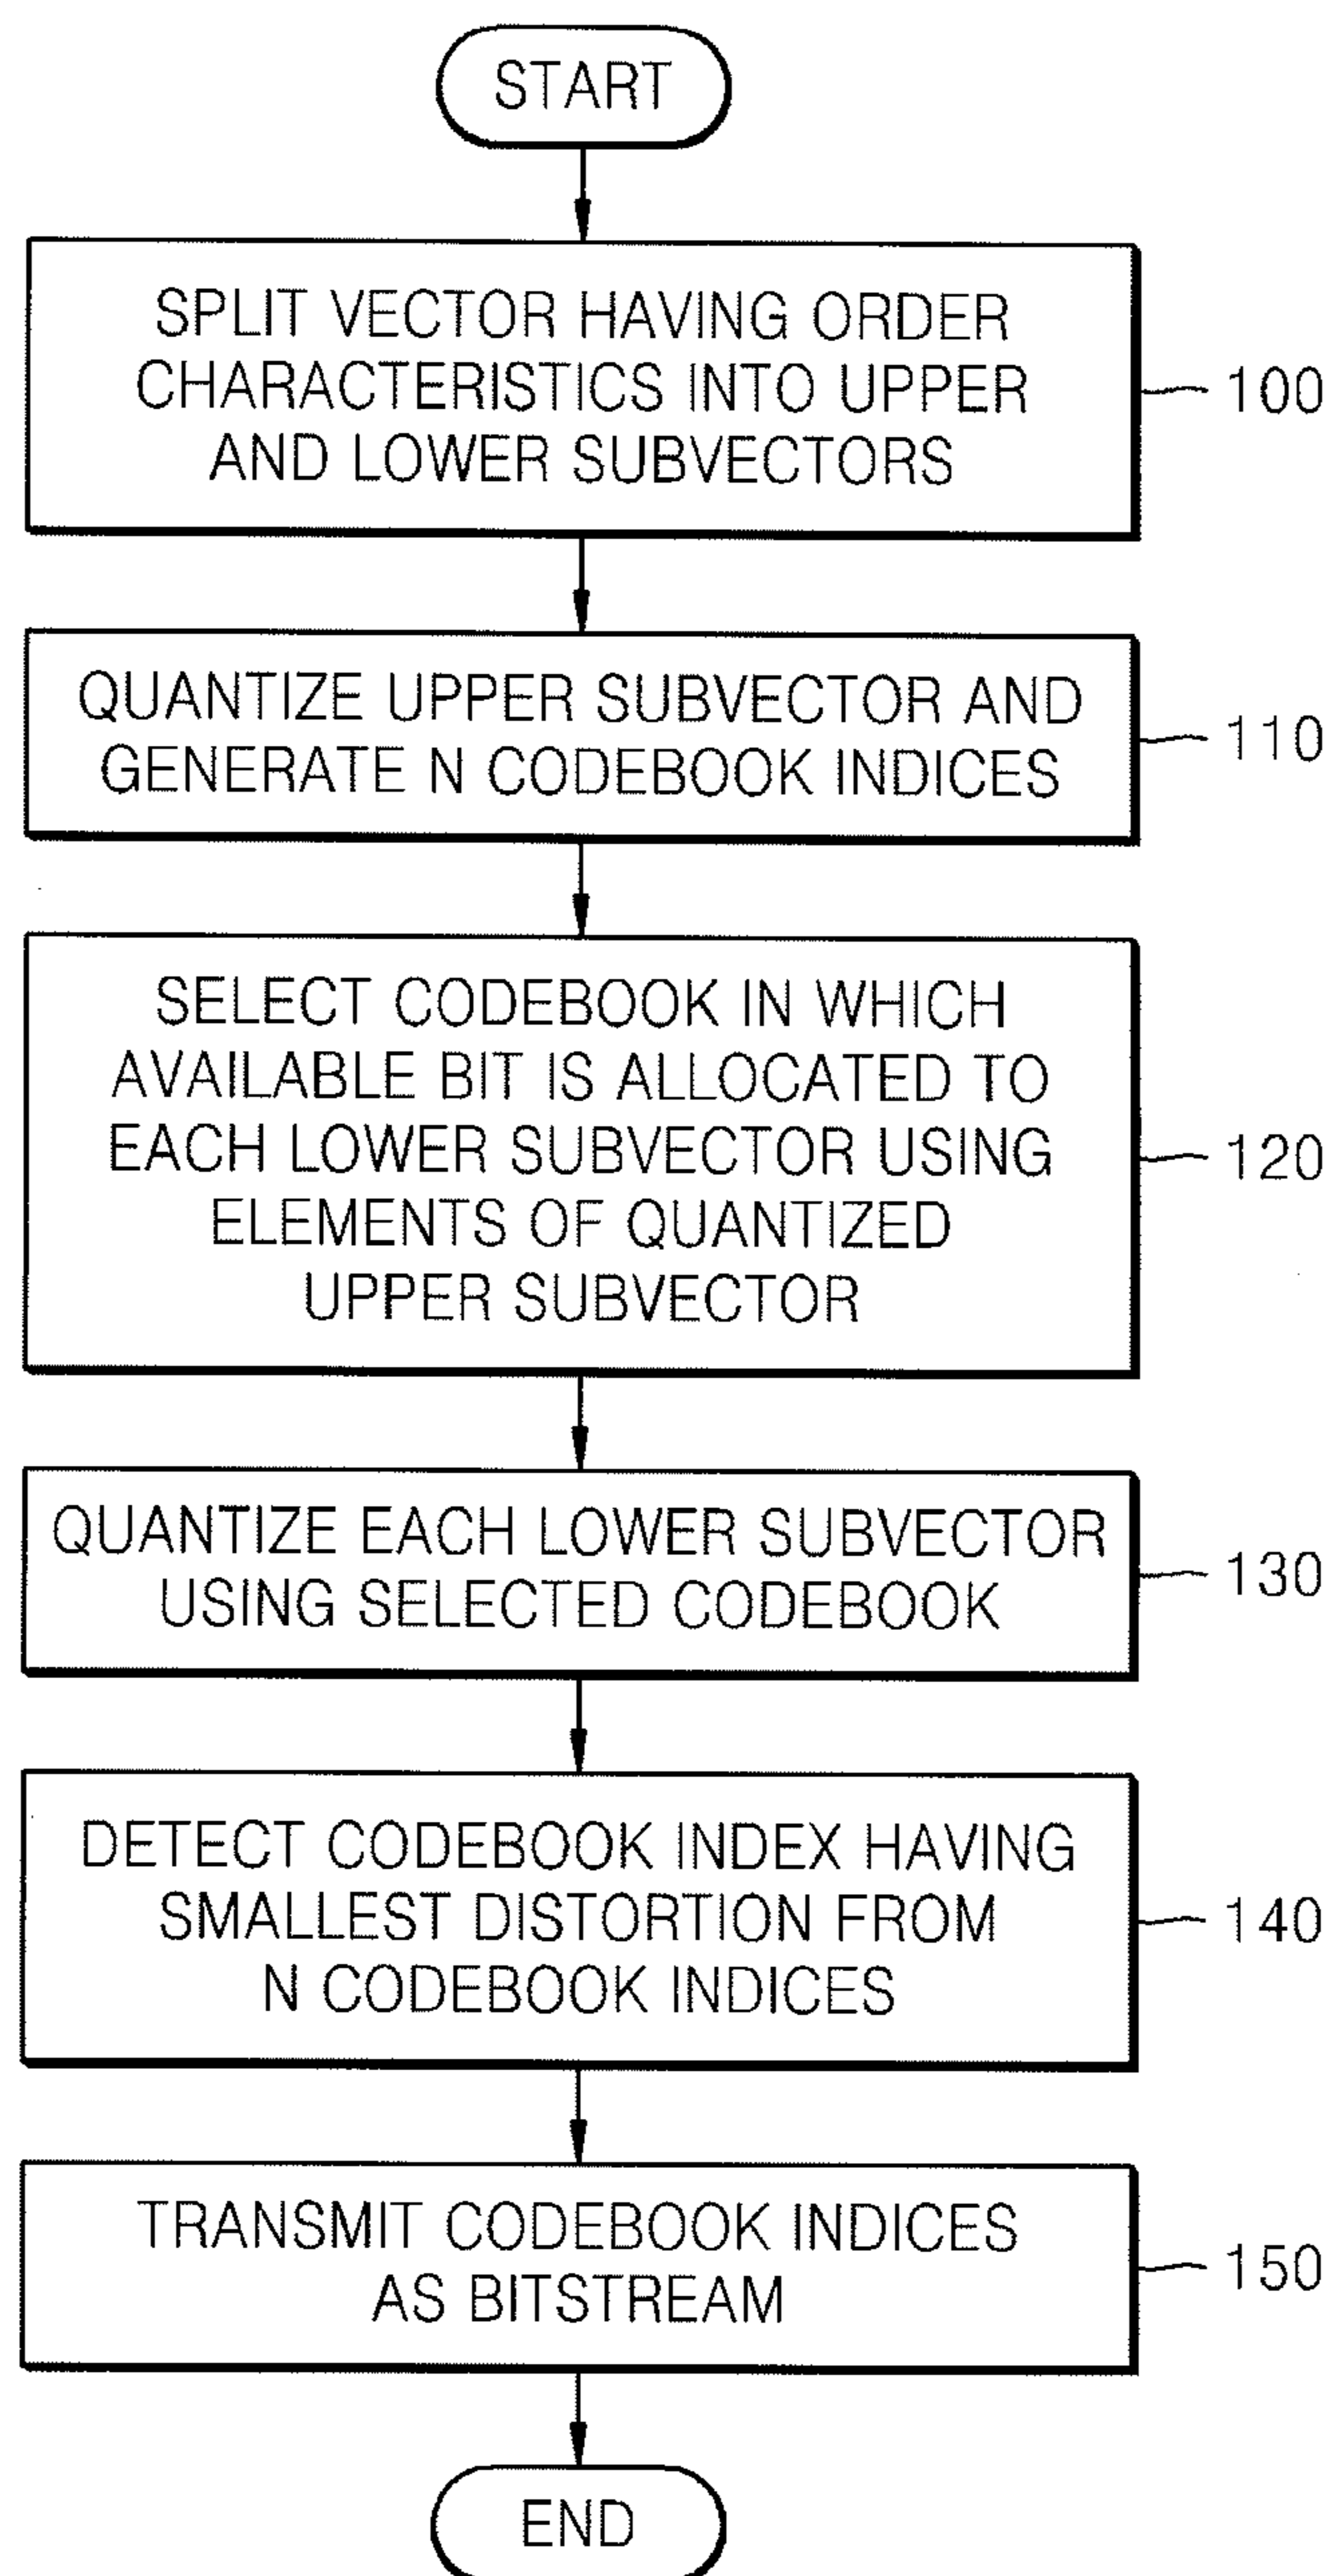 START
SPLIT VECTOR HAVING ORDER
CHARACTERISTICS INTO UPPER
AND LOWER SUBVECTORS
100
QUANTIZE UPPER SUBVECTOR AND
GENERATE N CODEBOOK INDICES
110
SELECT CODEBOOK IN WHICH
AVAILABLE BIT IS ALLOCATED TO
EACH LOWER SUBVECTOR USING
ELEMENTS OF QUANTIZED
UPPER SUBVECTOR
120
QUANTIZE EACH LOWER SUBVECTOR
USING SELECTED CODEBOOK
130
DETECT CODEBOOK INDEX HAVING
SMALLEST DISTORTION FROM
N CODEBOOK INDICES
140
TRANSMIT CODEBOOK INDICES
AS BITSTREAM
150
END